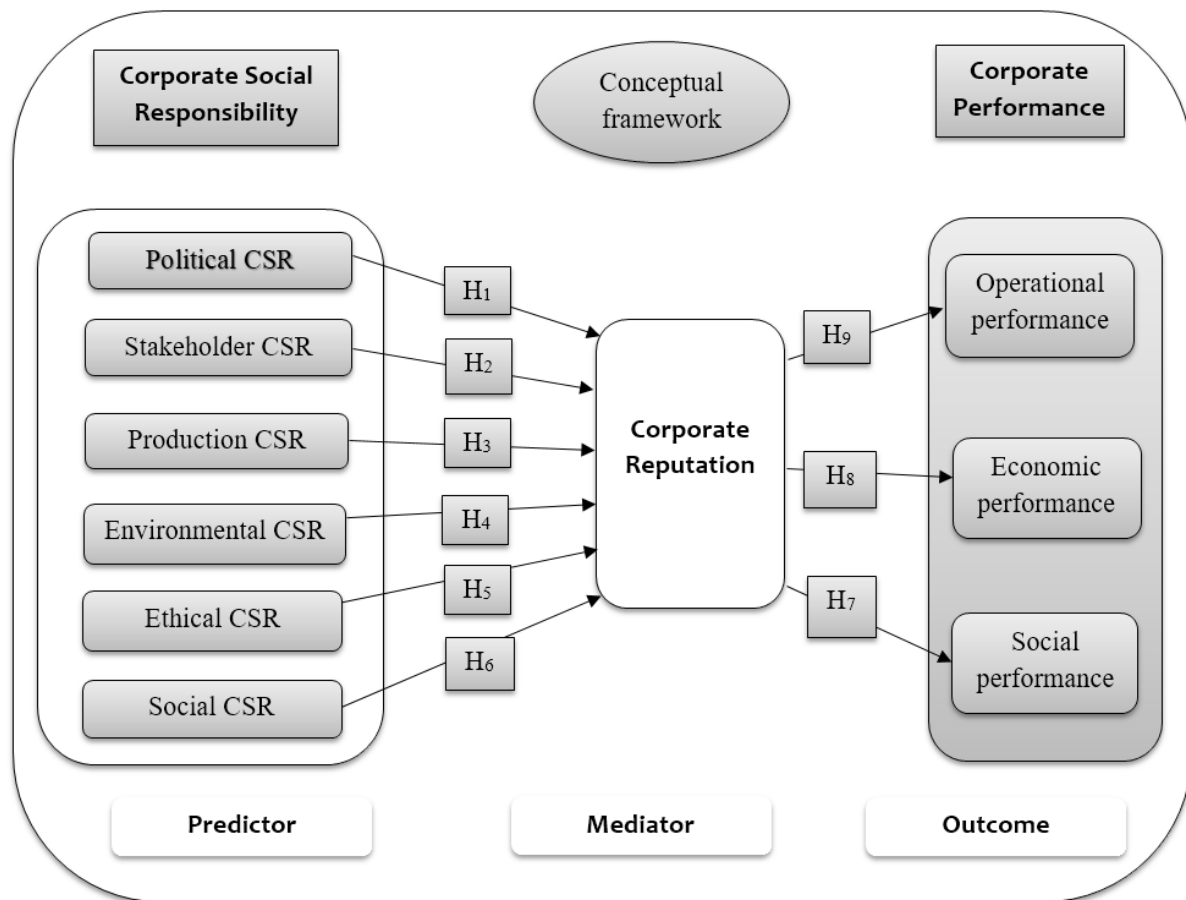 Corporate Social
Responsibility
Conceptual
framework
Corporate
Performance
Political CSR
Stakeholder CSR
Production CSR
Environmental CSR
Ethical CSR
Social CSR
H1
H2
H3
H4
H5
H6
Corporate
Reputation
H9
H8
H7
Operational
performance
Economic
performance
Social
performance
Predictor
Mediator
Outcome